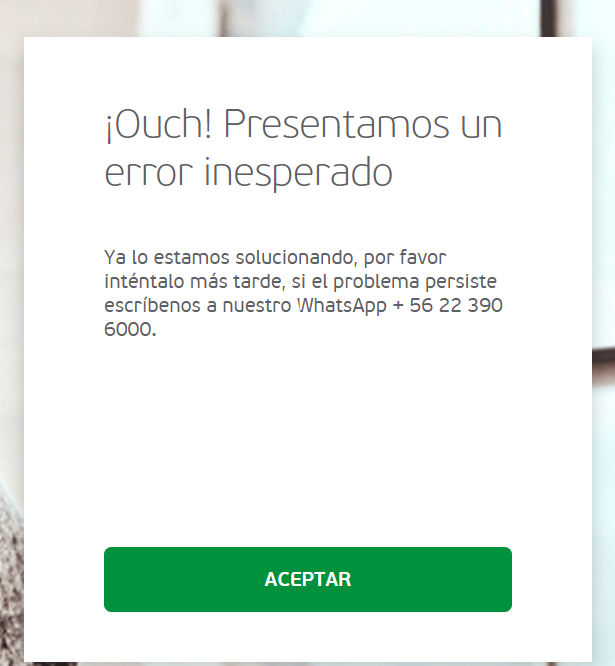 ¡Ouch! Presentamos un
error inesperado
Ya lo estamos solucionando, por favor
inténtalo más tarde, si el problema persiste
escríbenos a nuestro WhatsApp + 56 22 390
6000.
ACEPTAR